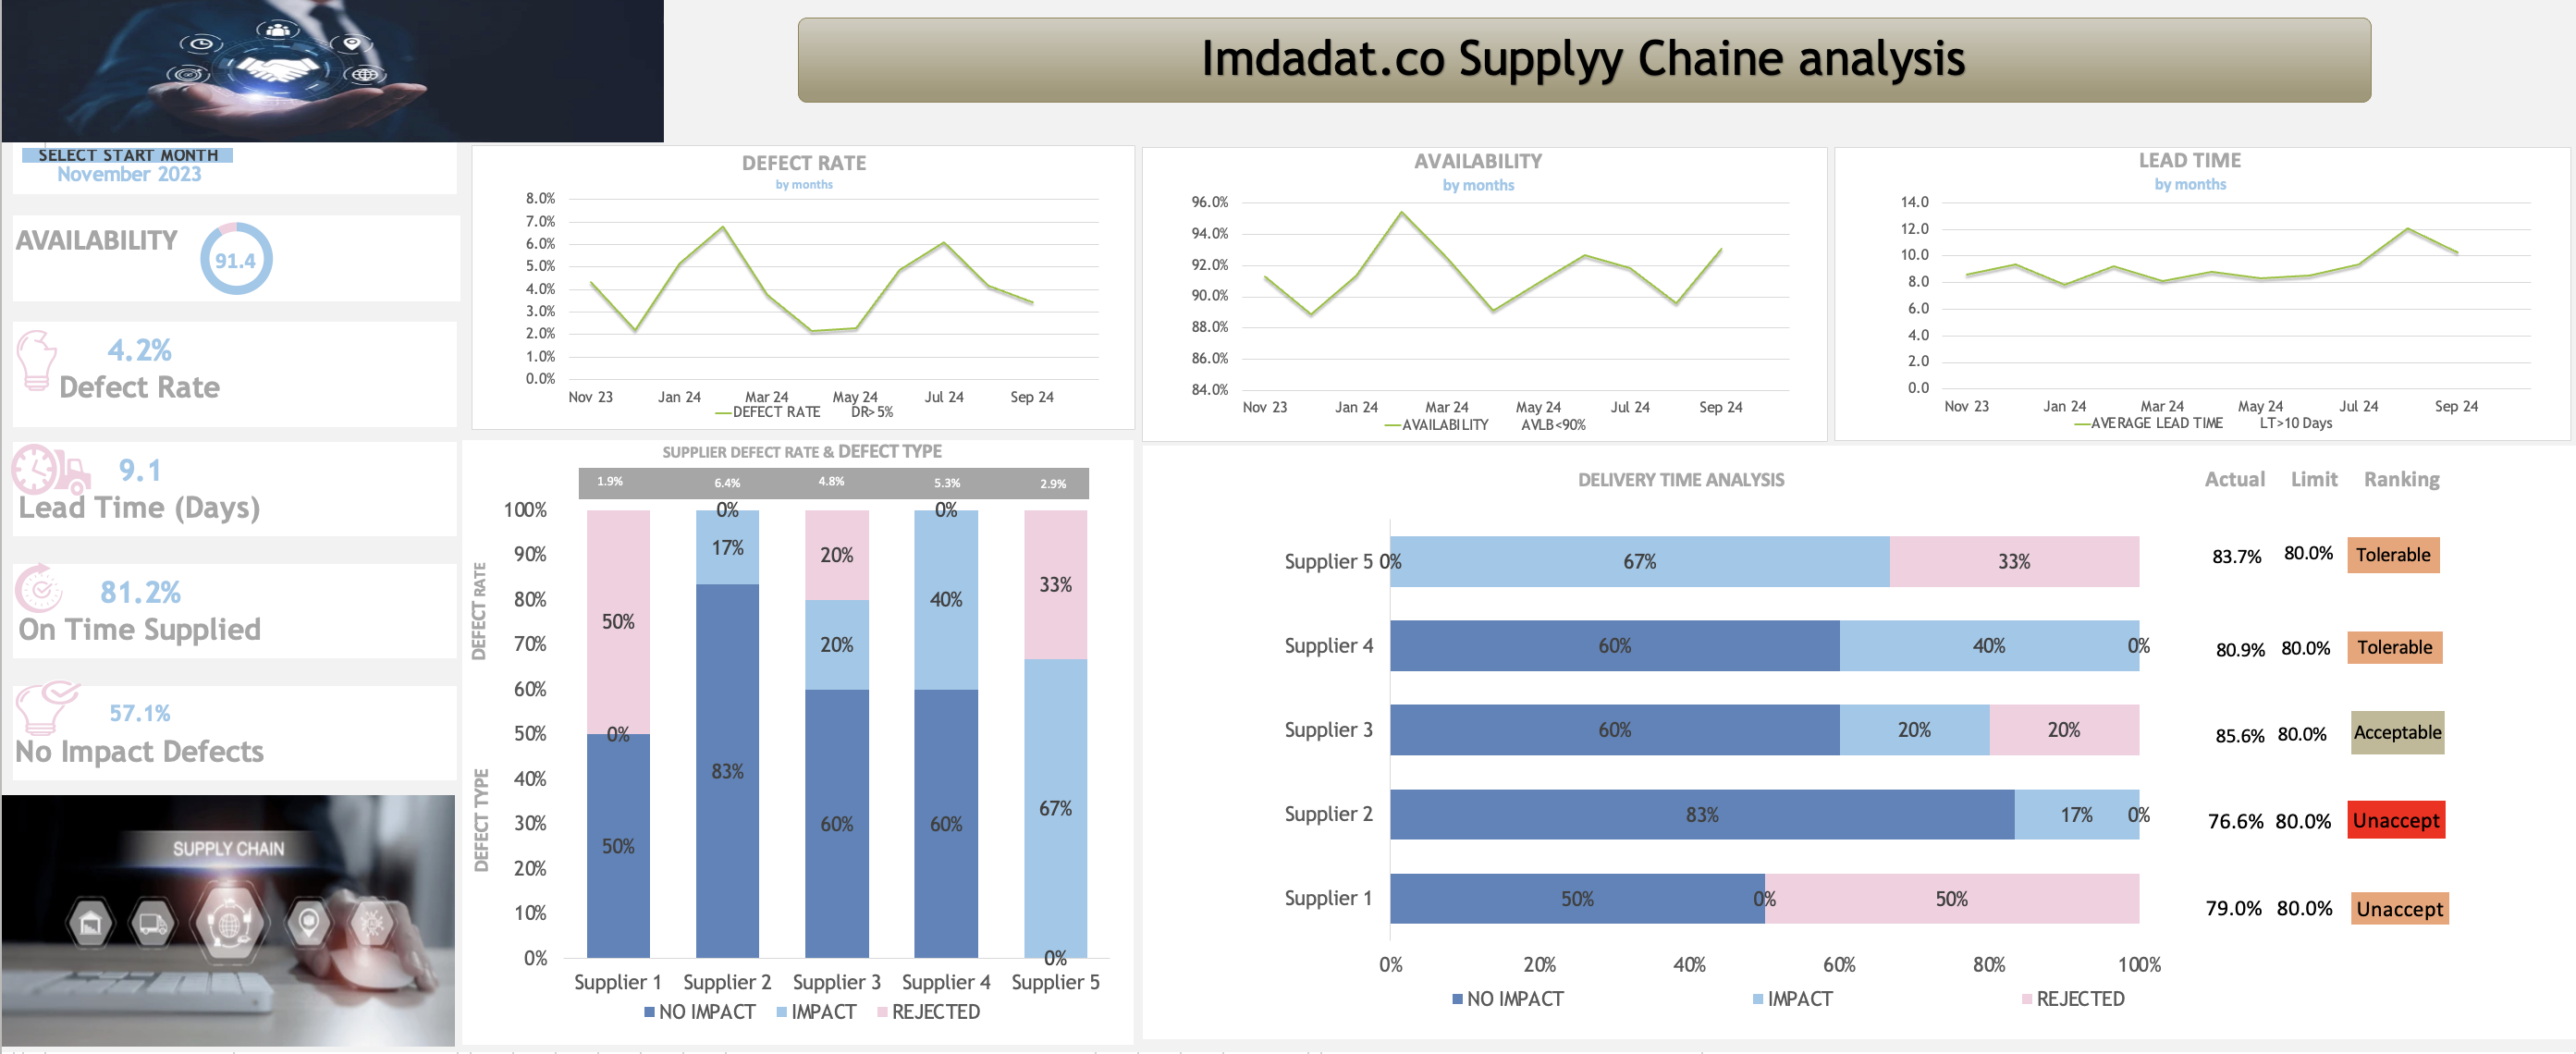 Imdadat.co Supplyy Chaine analysis
SELECT START MONTH
November 2023
AVAILABILITY
91.4
4.2%
Defect Rate
9.1
Lead Time (Days)
81.2%
On Time Supplied
57.1%
No Impact Defects
SUPPLY CHAIN
DEFECT RATE
by months
8.0%
7.0%
6.0%
5.0%
4.0%
3.0%
2.0%
1.0%
0.0%
Nov 23 Jan 24 Mar 24 May 24 Jul 24 Sep 24
DEFECT RATE DR>5%
AVAILABILITY
by months
96.0%
94.0%
92.0%
90.0%
88.0%
86.0%
84.0%
Nov 23 Jan 24 Mar 24 May 24 Jul 24 Sep 24
AVAILABILITY AVLB<90%
LEAD TIME
by months
14.0
12.0
10.0
8.0
6.0
4.0
2.0
0.0
Nov 23 Jan 24 Mar 24 May 24 Jul 24 Sep 24
AVERAGE LEAD TIME LT>10 Days
SUPPLIER DEFECT RATE & DEFECT TYPE
1.9% 6.4% 4.8% 5.3% 2.9%
DEFECT RATE
DEFECT TYPE
100%
90%
80%
70%
60%
50%
40%
30%
20%
10%
0%
50% 0% 50%
0% 17% 83%
20% 20% 60%
0% 40% 60%
33% 67% 0%
Supplier 1 Supplier 2 Supplier 3 Supplier 4 Supplier 5
NO IMPACT IMPACT REJECTED
DELIVERY TIME ANALYSIS
Actual Limit Ranking
Supplier 5 0% 67% 33% 83.7% 80.0% Tolerable
Supplier 4 60% 40% 0% 80.9% 80.0% Tolerable
Supplier 3 60% 20% 20% 85.6% 80.0% Acceptable
Supplier 2 83% 17% 0% 76.6% 80.0% Unaccept
Supplier 1 50% 0% 50% 79.0% 80.0% Unaccept
0% 20% 40% 60% 80% 100%
NO IMPACT IMPACT REJECTED